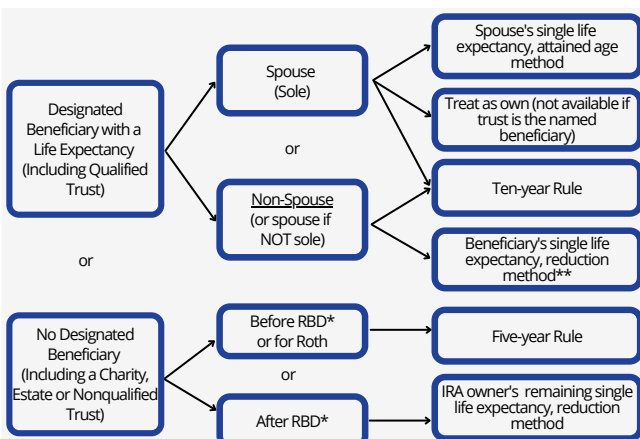 Designated
Beneficiary with a
Life Expectancy
(Including Qualified
Trust)
or
No Designated
Beneficiary
(Including a Charity,
Estate or Nonqualified
Trust)
Spouse
(Sole)
or
Non-Spouse
(or spouse if
NOT sole)
Before RBD*
or for Roth
or
After RBD*
Spouse's single life
expectancy, attained age
method
Treat as own (not available if
trust is the named
beneficiary)
Ten-year Rule
Beneficiary's single life
expectancy, reduction
method**
Five-year Rule
IRA owner's remaining single
life expectancy, reduction
method